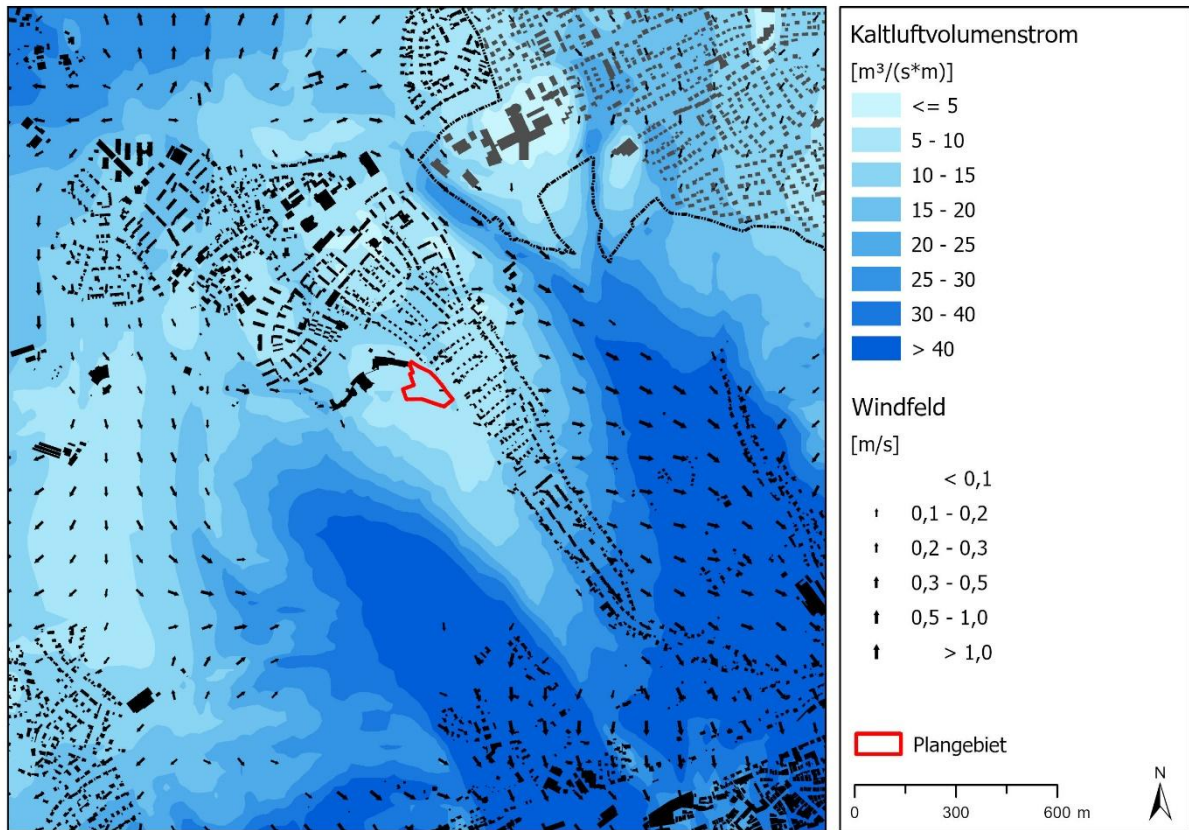 Kaltluftvolumenstrom
[m³/(s*m)]
<= 5
5 - 10
10 - 15
15 - 20
20 - 25
25 - 30
30 - 40
> 40
Windfeld
[m/s]
< 0,1
0,1 - 0,2
0,2 - 0,3
0,3 - 0,5
0,5 - 1,0
> 1,0
Plangebiet
N
0 300 600 m